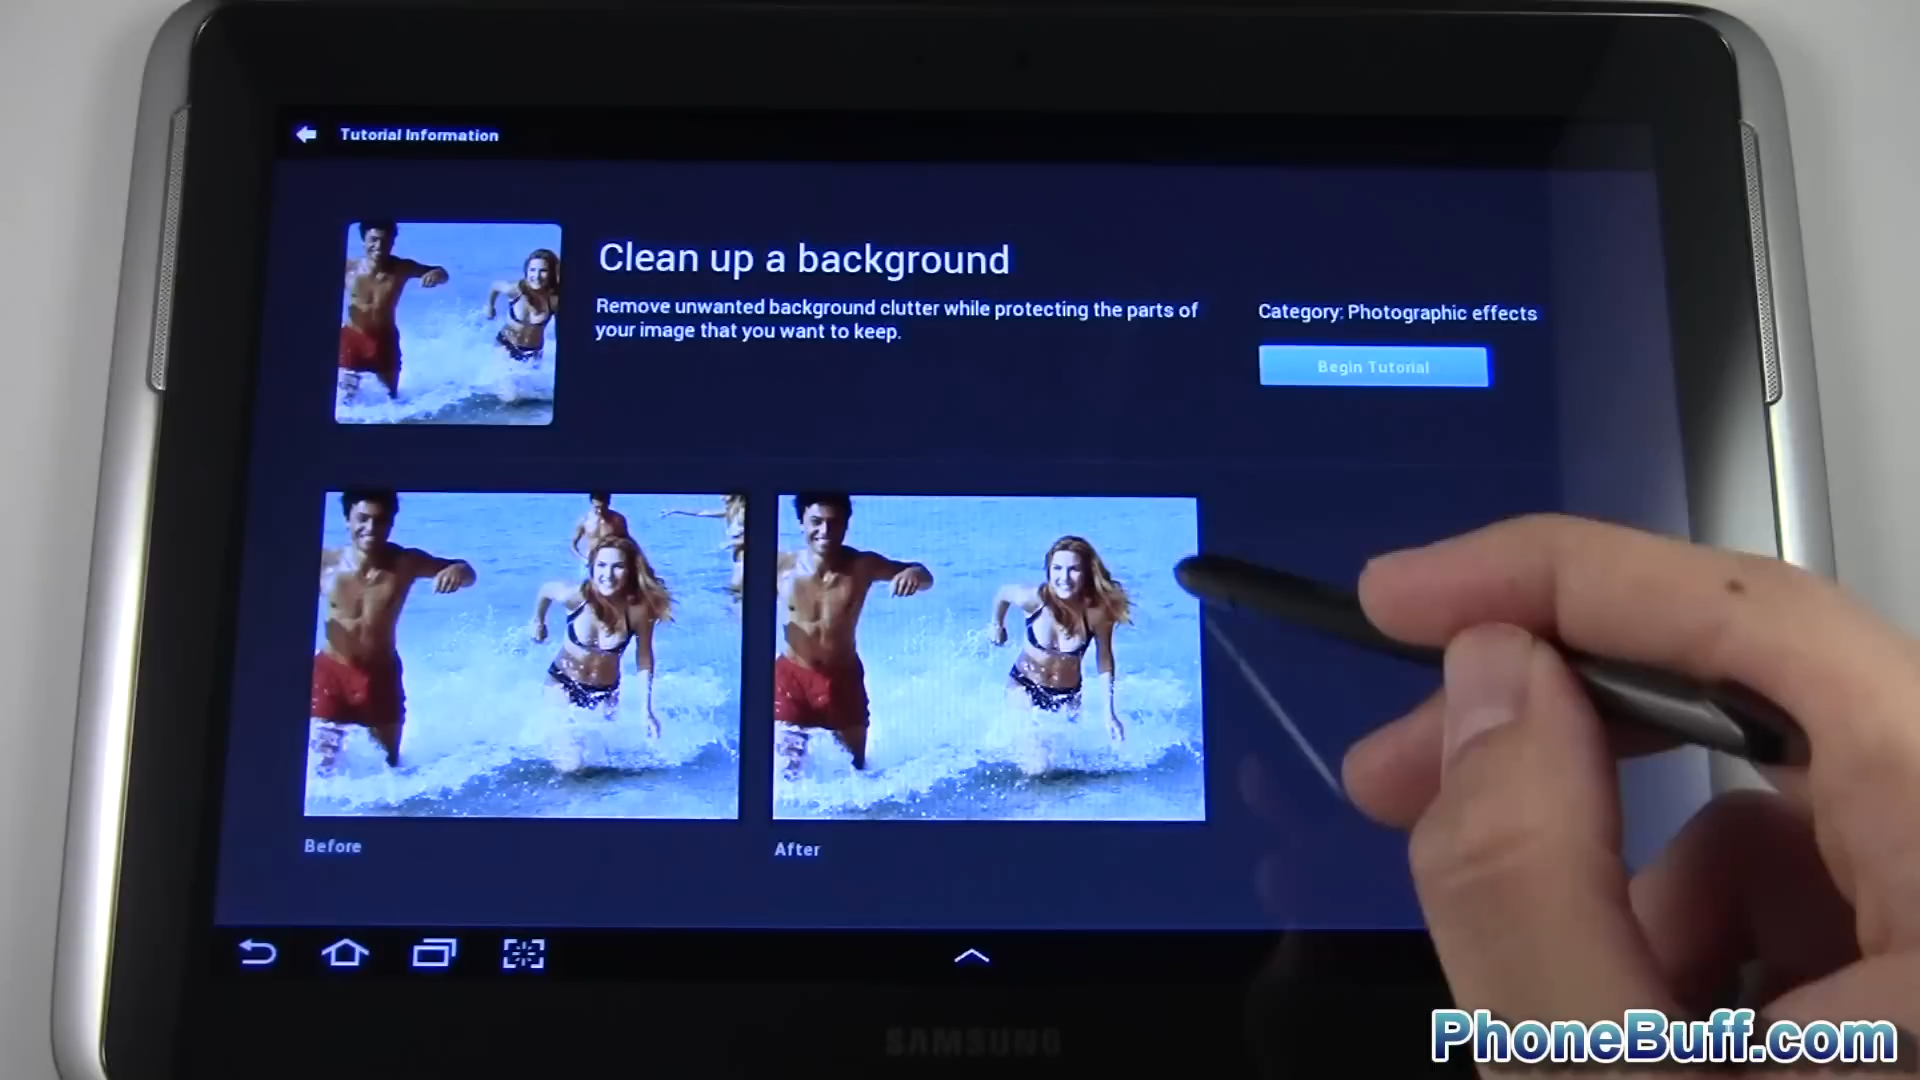 Tutorial Information
Clean up a background
Remove unwanted background clutter while protecting the parts of
your image that you want to keep.
Category: Photographic effects
Begin Tutorial
Before
After
SAMSUNG
PhoneBuff.com